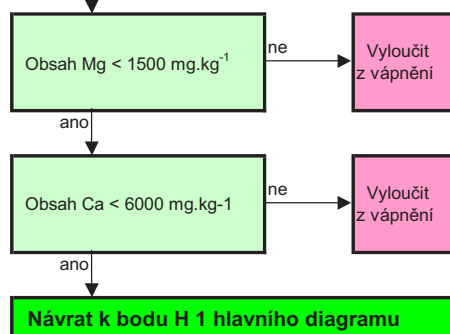 Obsah Mg < 1500 mg.kg-1
ne
Vyloučit
z vápnění
ano
Obsah Ca < 6000 mg.kg-1
ne
Vyloučit
z vápnění
ano
Návrat k bodu H 1 hlavního diagramu